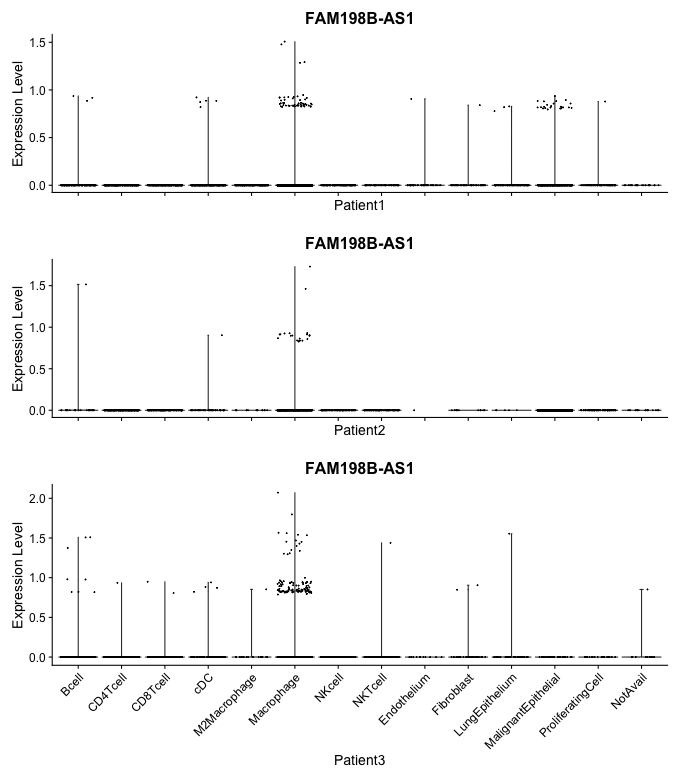 FAM198B-AS1
Expression Level
1.5
1.0
0.5
0.0
Patient1
FAM198B-AS1
Expression Level
1.5
1.0
0.5
0.0
Patient2
FAM198B-AS1
Expression Level
2.0
1.5
1.0
0.5
0.0
Bcell
CD4Tcell
CD8Tcell
cDC
M2Macrophage
Macrophage
NKcell
NKTcell
Endothelium
Fibroblast
LungEpithelium
MalignantEpithelial
ProliferatingCell
NotAvail
Patient3